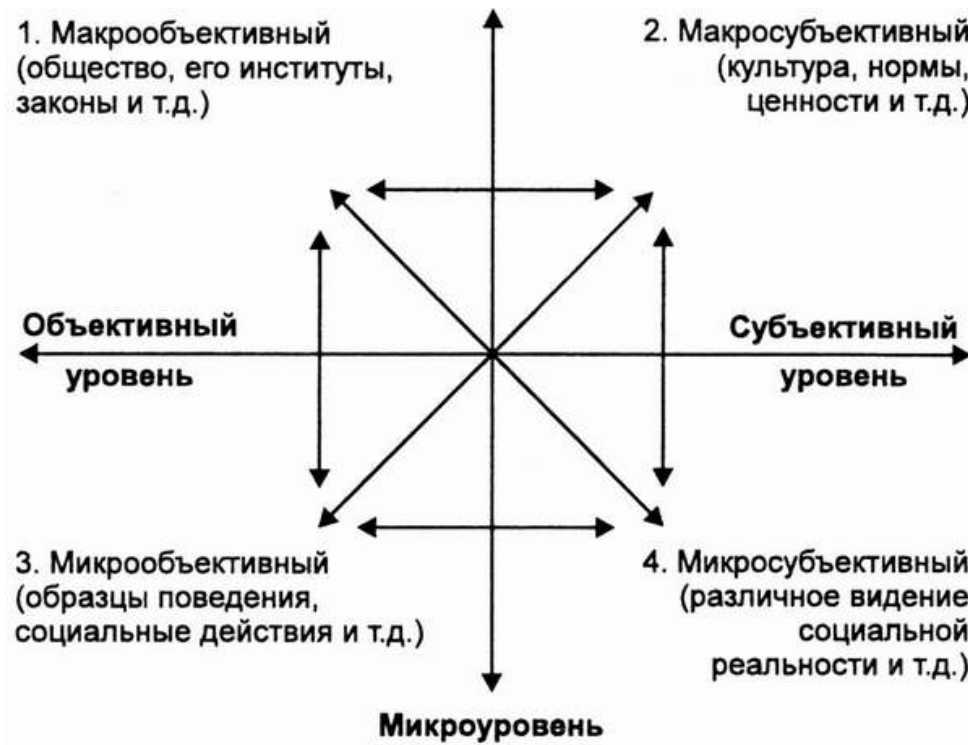 1. Макрообъективный
(общество, его институты,
законы и т.д.)
2. Макросубъективный
(культура, нормы,
ценности и т.д.)
Объективный
уровень
Субъективный
уровень
3. Микрообъективный
(образцы поведения,
социальные действия и т.д.)
4. Микросубъективный
(различное видение
социальной
реальности и т.д.)
Микроуровень